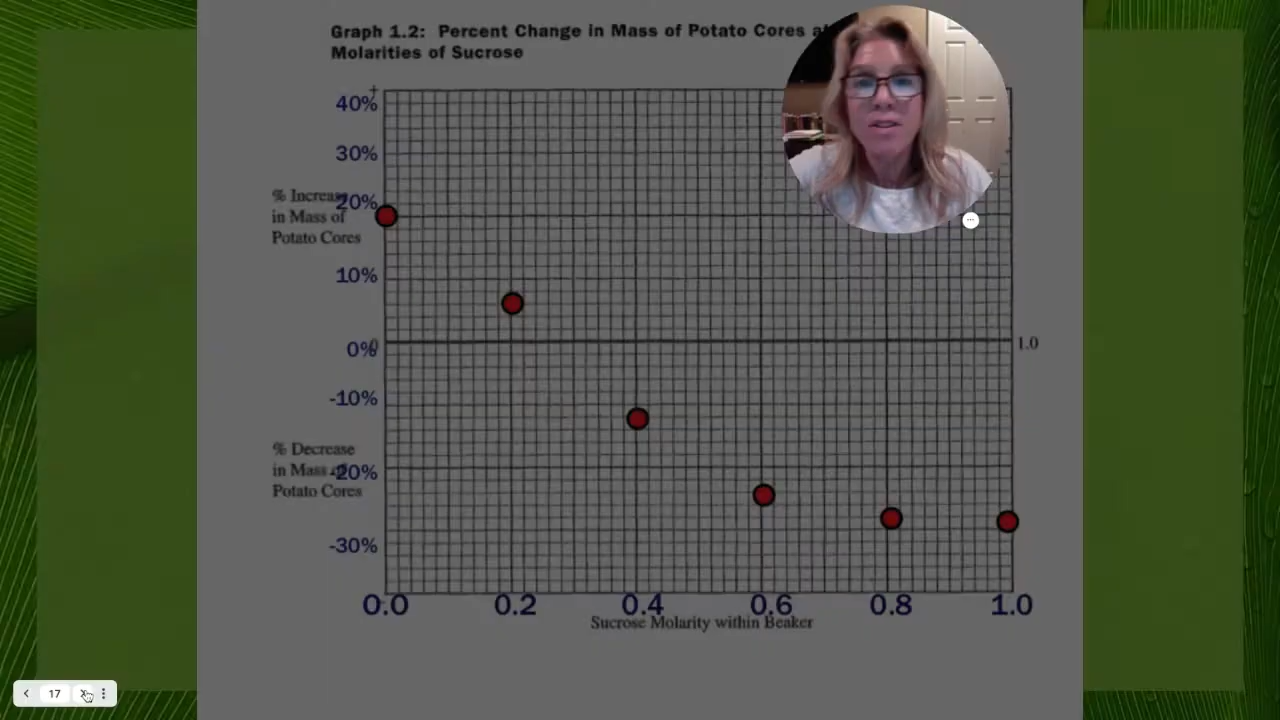 Graph 1.2: Percent Change in Mass of Potato Cores
Molarities of Sucrose
40%
30%
% Increase
20%
in Mass of
Potato Cores
10%
0%
0
1.0
-10%
% Decrease
in Mass of
-20%
Potato Cores
-30%
0.0 0.2 0.4 0.6 0.8 1.0
Sucrose Molarity within Beaker
17